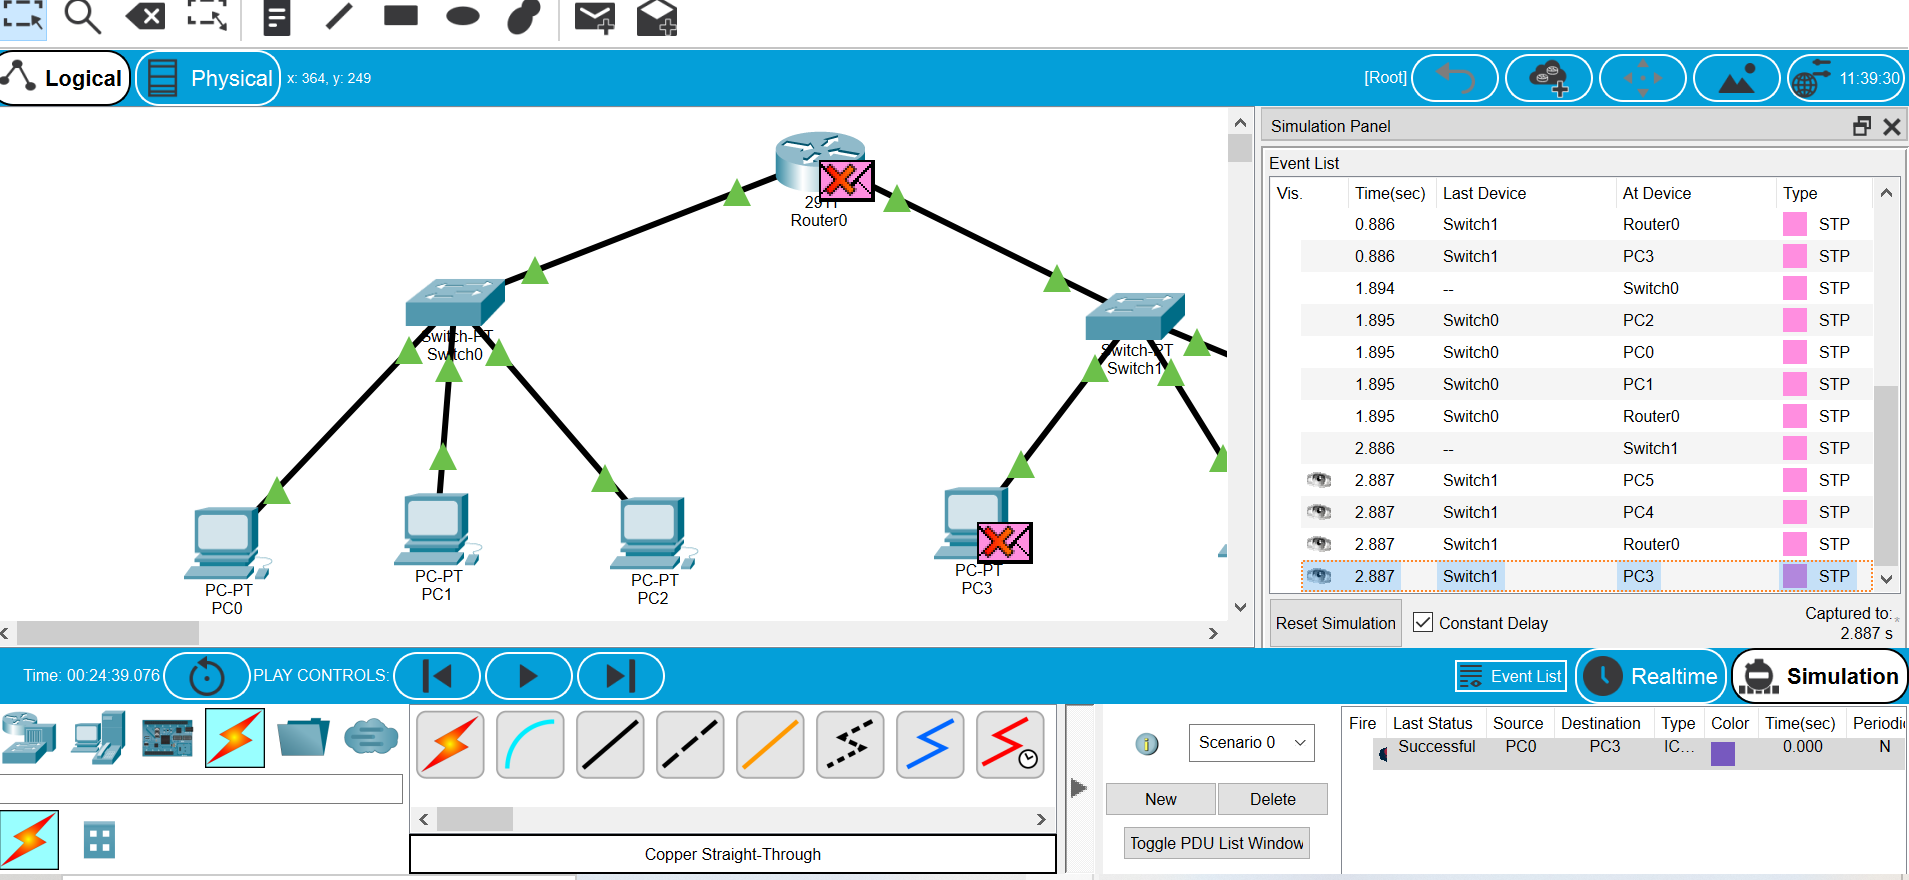 Logical
Physical
x: 364, y: 249
[Root]
11:39:30
Simulation Panel
Event List
Vis. Time(sec) Last Device At Device Type
0.886 Switch1 Router0 STP
0.886 Switch1 PC3 STP
1.894 -- Switch0 STP
1.895 Switch0 PC2 STP
1.895 Switch0 PC0 STP
1.895 Switch0 PC1 STP
1.895 Switch0 Router0 STP
2.886 -- Switch1 STP
2.887 Switch1 PC5 STP
2.887 Switch1 PC4 STP
2.887 Switch1 Router0 STP
2.887 Switch1 PC3 STP
Reset Simulation
Constant Delay
Captured to:
2.887 s
2911
Router0
Switch-PT
Switch0
Switch-PT
Switch1
PC-PT
PC0
PC-PT
PC1
PC-PT
PC2
PC-PT
PC3
Time: 00:24:39.076
PLAY CONTROLS:
Event List
Realtime
Simulation
Scenario 0
New
Delete
Toggle PDU List Window
Fire Last Status Source Destination Type Color Time(sec) Periodic
Successful PC0 PC3 IC... 0.000 N
Copper Straight-Through